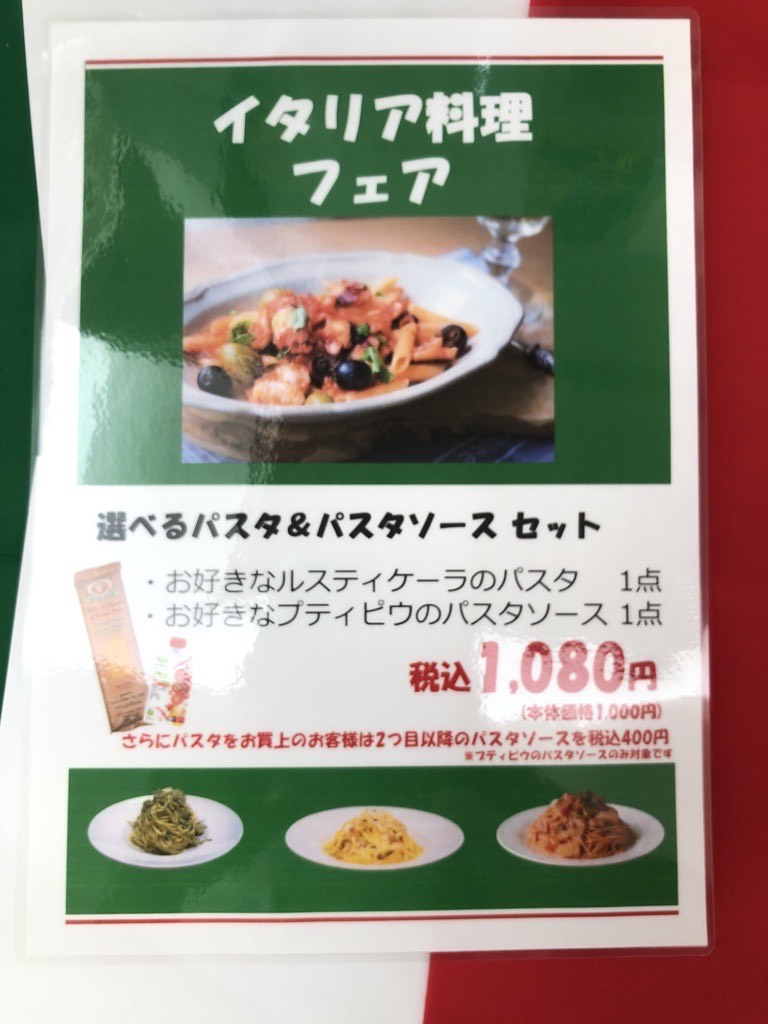 イタリア料理
フェア
選べるパスタ&パスタソース セット
・お好きなルスティケーラのパスタ 1点
・お好きなプティピウのパスタソース 1点
税込1,080円
(本体価格1,000円)
さらにパスタをお買上のお客様は2つ目以降のパスタソースを税込400円
※プティピウのパスタソースのみ対象です